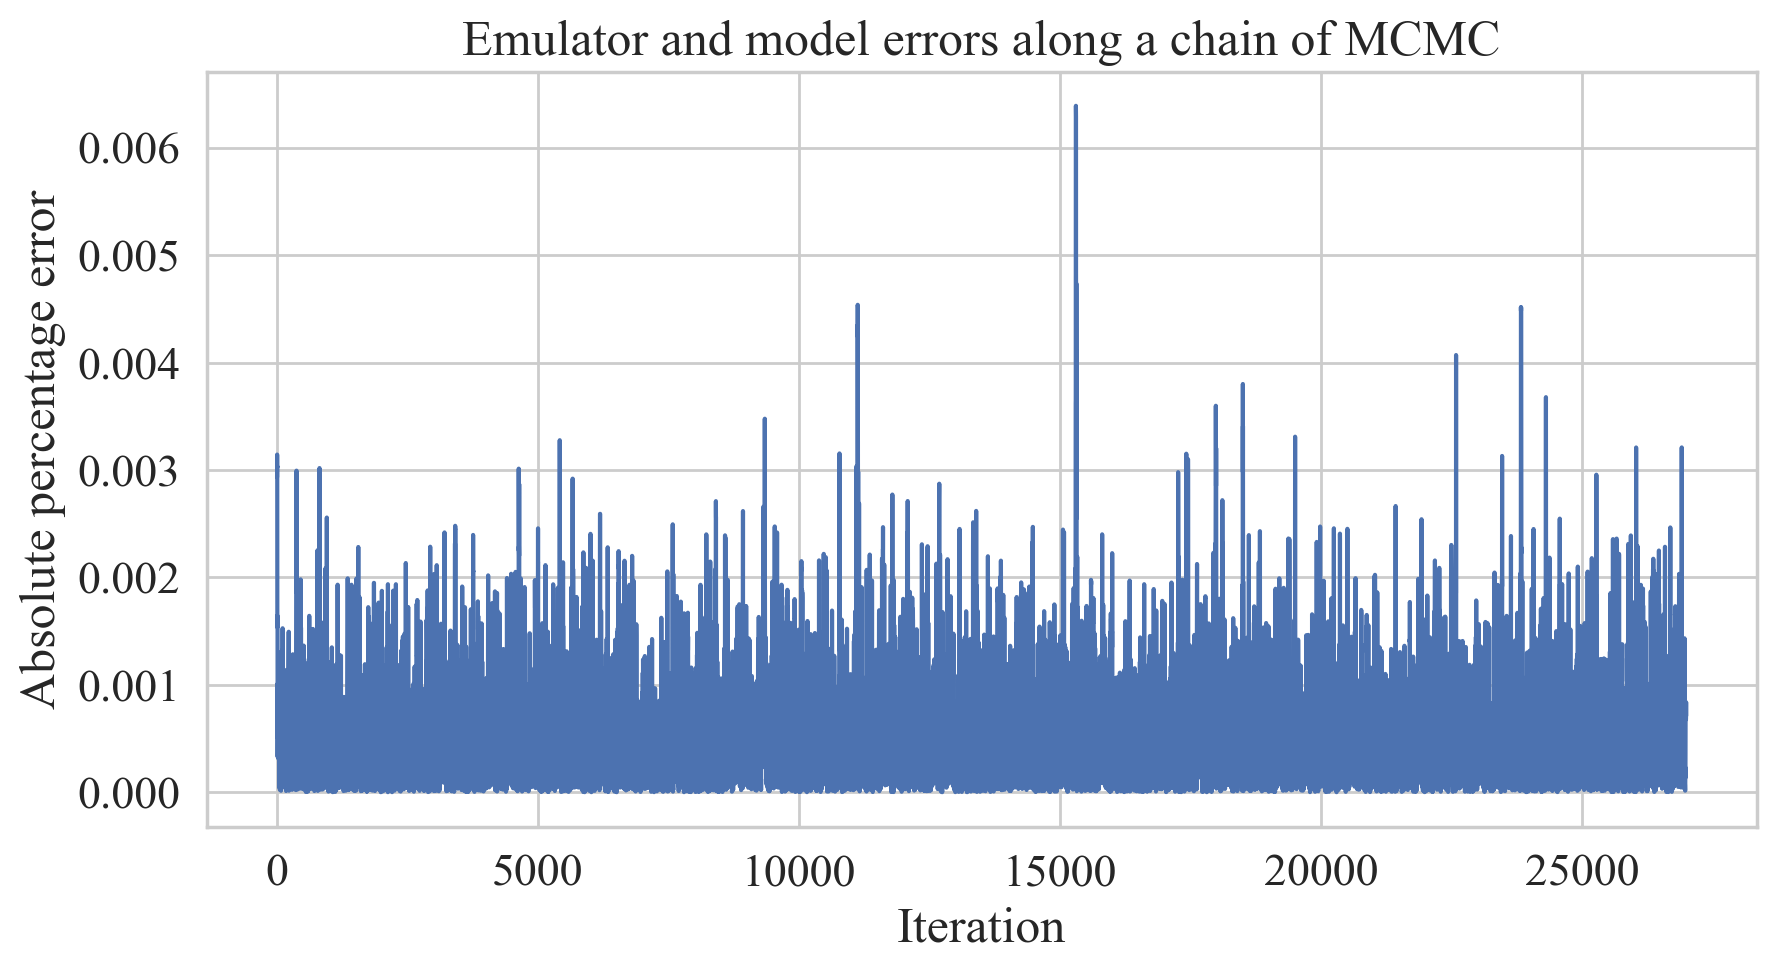 Emulator and model errors along a chain of MCMC
Absolute percentage error
0.006
0.005
0.004
0.003
0.002
0.001
0.000
0 5000 10000 15000 20000 25000
Iteration